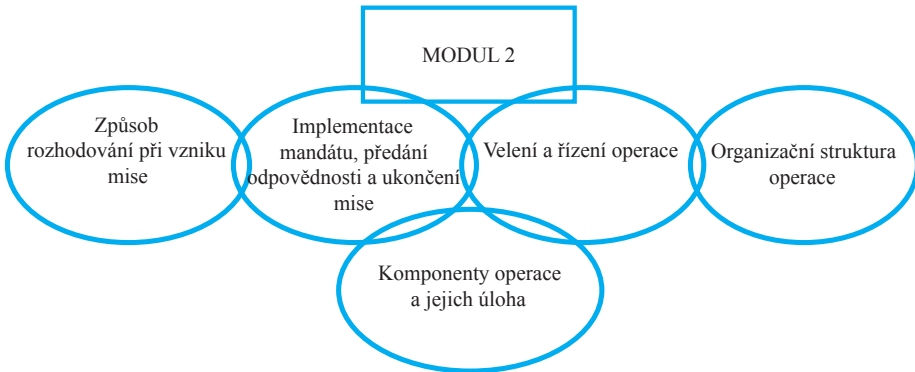 MODUL 2
Způsob
rozhodování při vzniku
mise
Implementace
mandátu, předání
odpovědnosti a ukončení
mise
Velení a řízení operace
Organizační struktura
operace
Komponenty operace
a jejich úloha